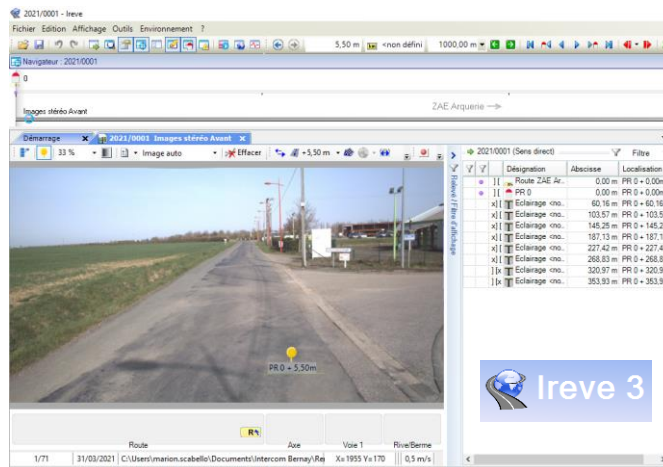 2021/0001 - Ireve
Fichier Edition Affichage Outils Environnement ?
5,50 m <non défini 1000,00 m
Navigateur : 2021/0001
0
Images stéréo Avant
ZAE Arquerie
Démarrage X 2021/0001 Images stéréo Avant X
33 % Image auto Effacer +5,50 m
Relevé / Filtre d'affichage
2021/0001 (Sens direct) Filtre
Désignation Abscisse Localisation
][ Route ZAE Ar.. 0,00 m PR 0 + 0,00m
][ PR 0 0,00 m PR 0 + 0,00m
x][ Eclairage <no.. 60,16 m PR 0 + 60,16
x][ Eclairage <no.. 103,57 m PR 0 + 103,5
x][ Eclairage <no.. 145,25 m PR 0 + 145,2
x][ Eclairage <no.. 187,13 m PR 0 + 187,1
x][ Eclairage <no.. 227,42 m PR 0 + 227,4
x][ Eclairage <no.. 268,83 m PR 0 + 268,8
][x Eclairage <no.. 320,97 m PR 0 + 320,9
][x Eclairage <no.. 353,93 m PR 0 + 353,9
PR 0 + 5,50m
Ireve 3
R
Route Axe Voie 1 Rive/Berme
1/71 31/03/2021 C:\Users\marion.scabello\Documents\Intercom Bernay\Re X=1955 Y=170 0,5 m/s